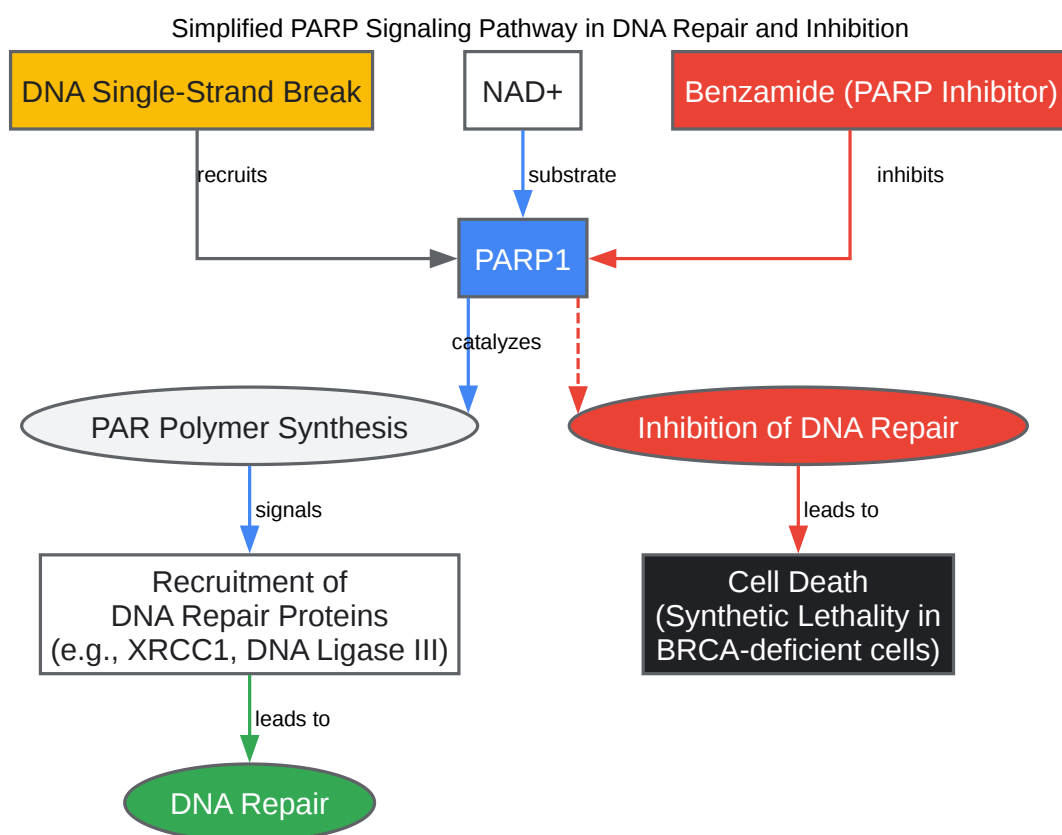 Simplified PARP Signaling Pathway in DNA Repair and Inhibition
DNA Single-Strand Break
NAD+
Benzamide (PARP Inhibitor)
recruits
substrate
inhibits
PARP1
catalyzes
PAR Polymer Synthesis
Inhibition of DNA Repair
signals
leads to
Recruitment of
DNA Repair Proteins
(e.g., XRCC1, DNA Ligase III)
Cell Death
(Synthetic Lethality in
BRCA-deficient cells)
leads to
DNA Repair